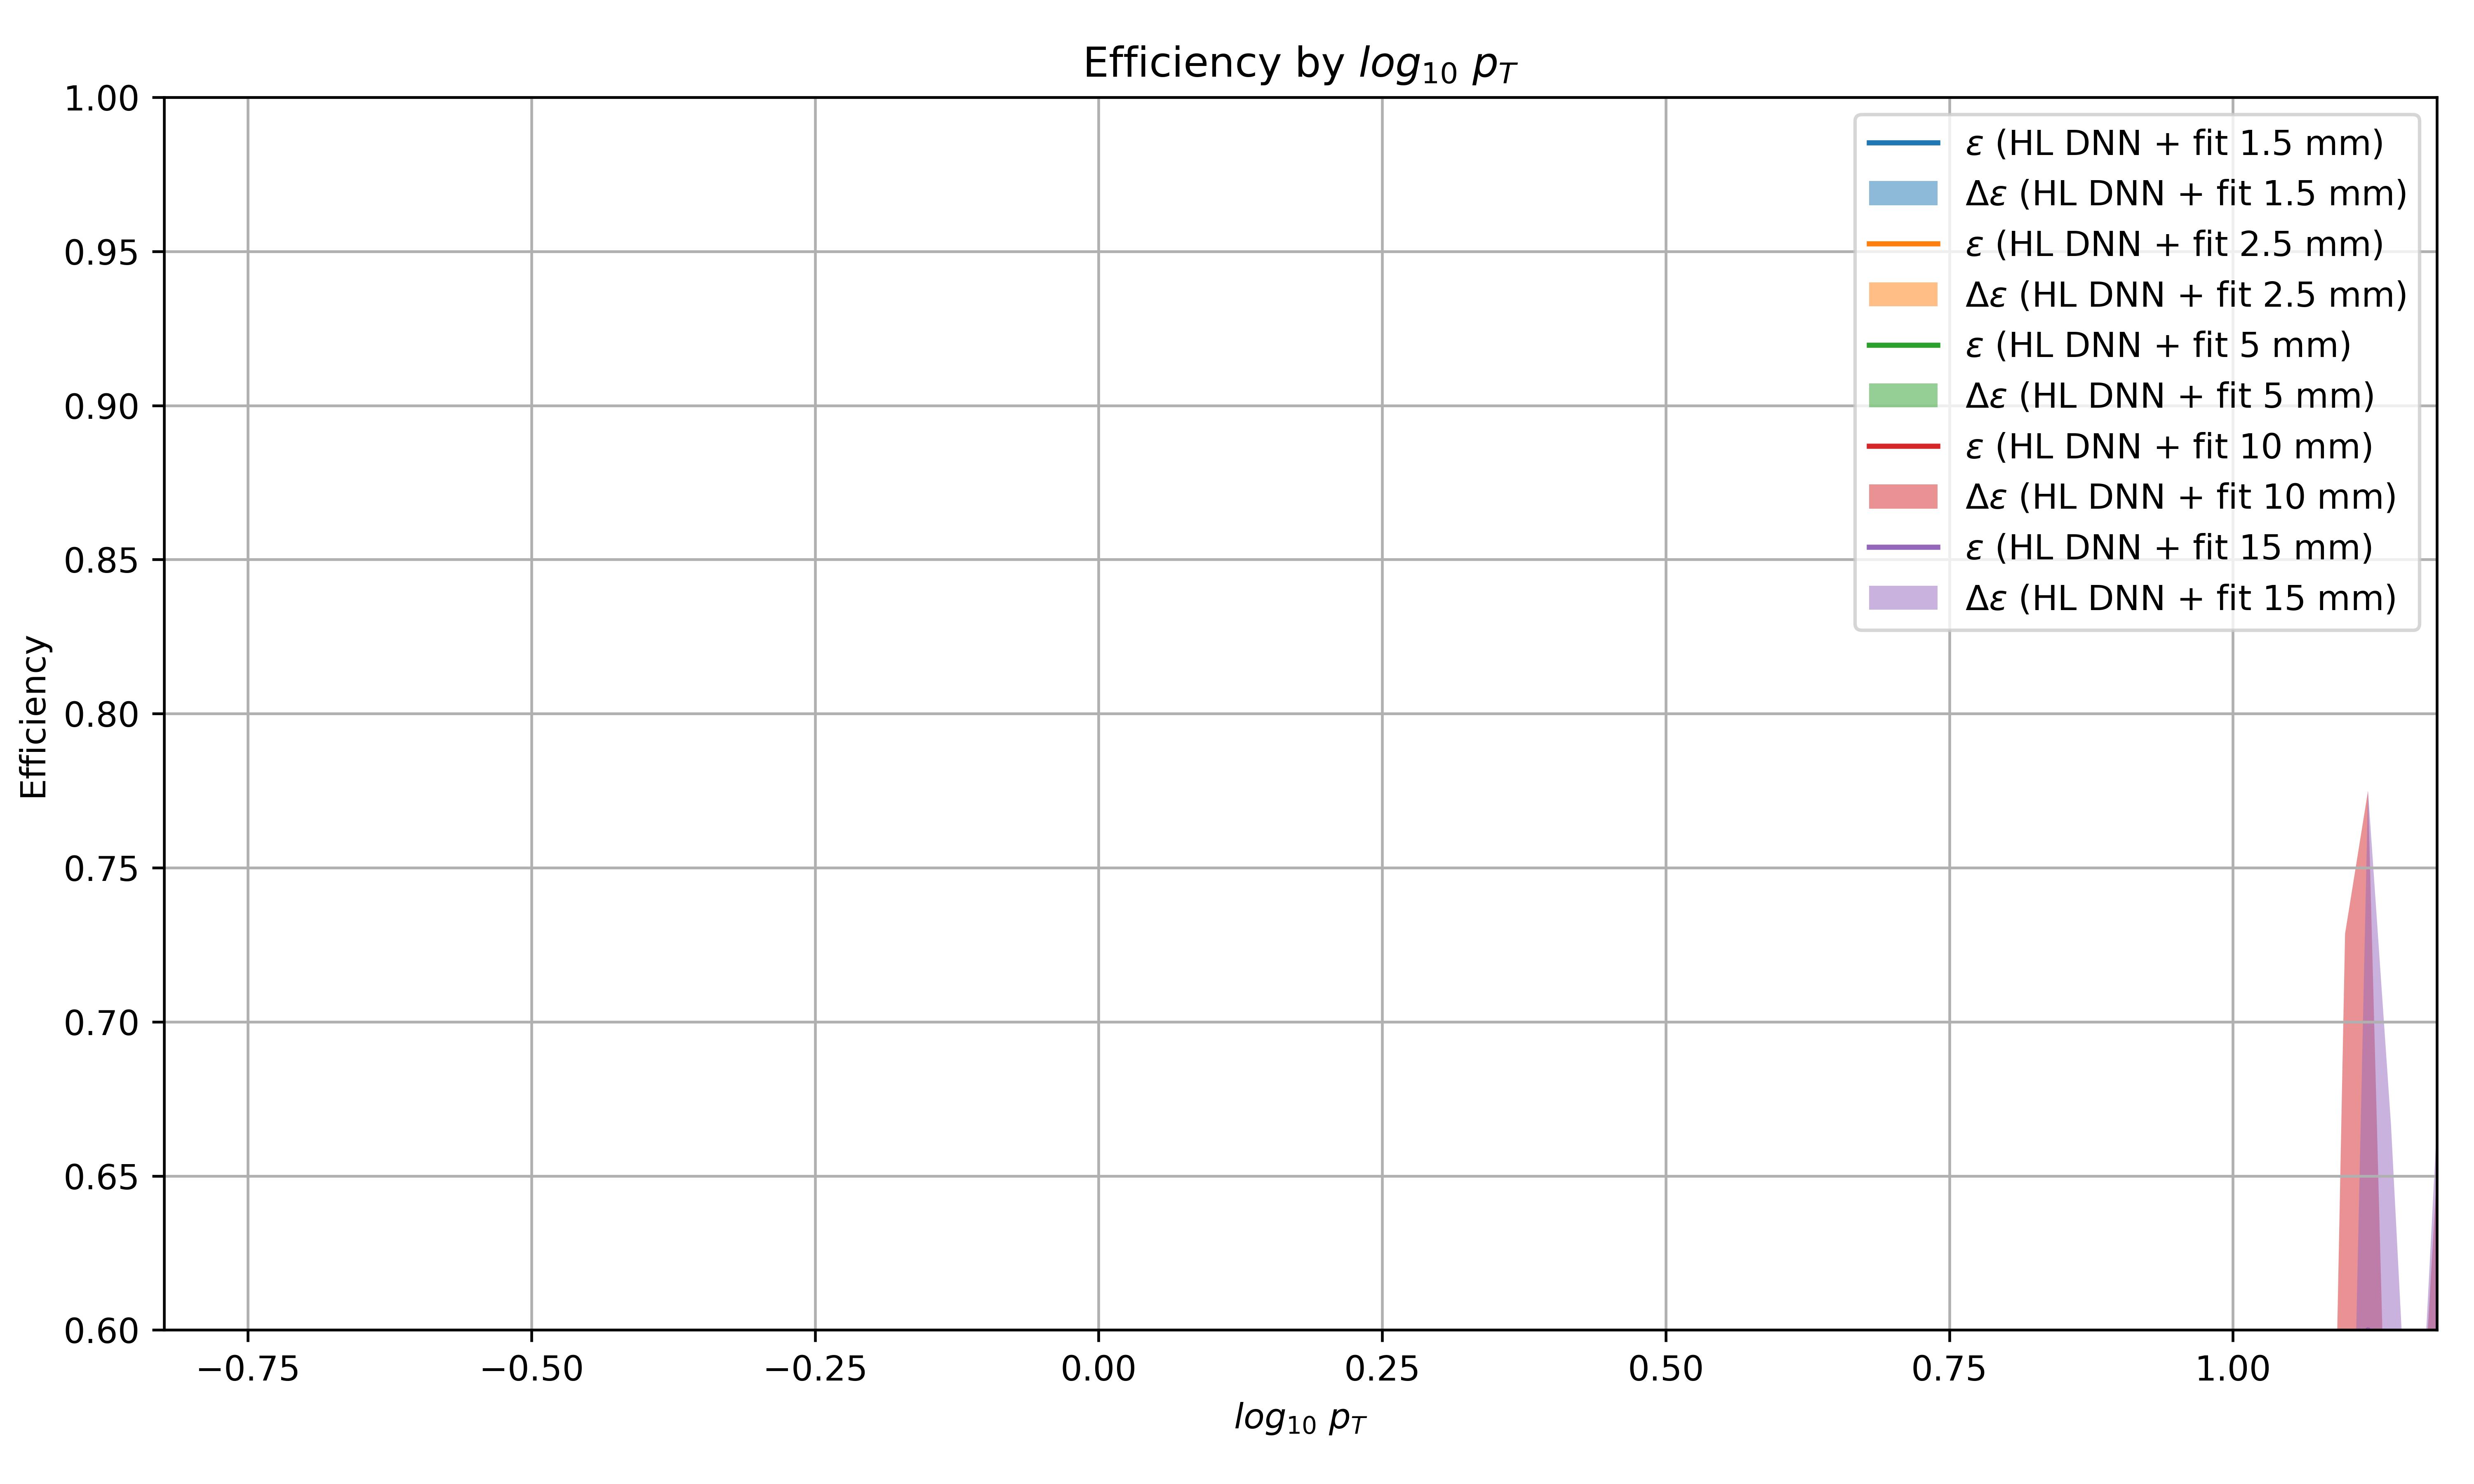 Efficiency by log₁₀ p_T
1.00
0.95
0.90
0.85
0.80
0.75
0.70
0.65
0.60
Efficiency
ε (HL DNN + fit 1.5 mm)
Δε (HL DNN + fit 1.5 mm)
ε (HL DNN + fit 2.5 mm)
Δε (HL DNN + fit 2.5 mm)
ε (HL DNN + fit 5 mm)
Δε (HL DNN + fit 5 mm)
ε (HL DNN + fit 10 mm)
Δε (HL DNN + fit 10 mm)
ε (HL DNN + fit 15 mm)
Δε (HL DNN + fit 15 mm)
−0.75 −0.50 −0.25 0.00 0.25 0.50 0.75 1.00
log₁₀ p_T